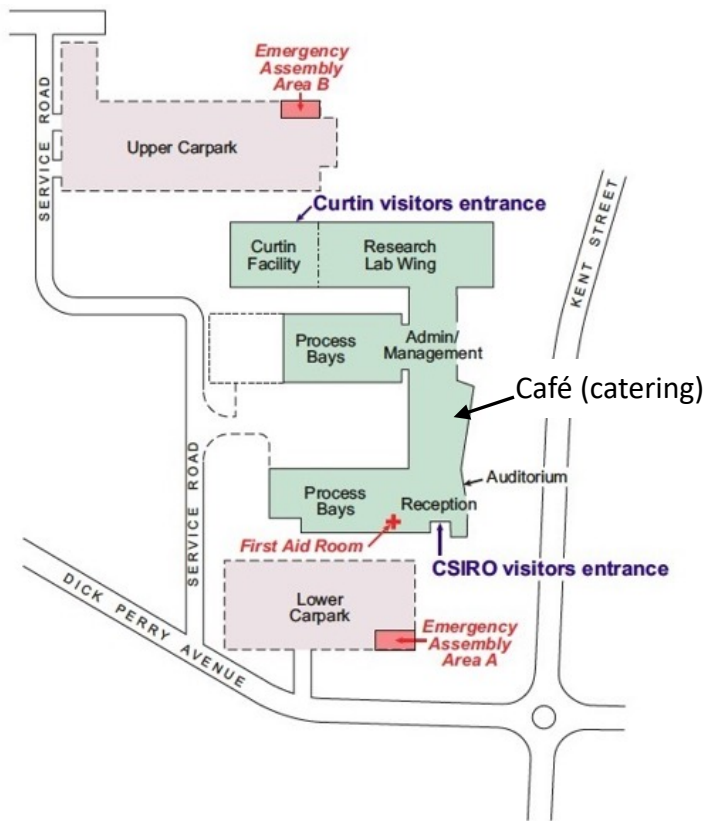 Emergency
Assembly
Area B
SERVICE ROAD
Upper Carpark
Curtin visitors entrance
KENT STREET
Curtin
Facility
Research
Lab Wing
Process
Bays
Admin/
Management
Café (catering)
Auditorium
Process
Bays
Reception
SERVICE ROAD
First Aid Room
CSIRO visitors entrance
DICK PERRY AVENUE
Lower
Carpark
Emergency
Assembly
Area A